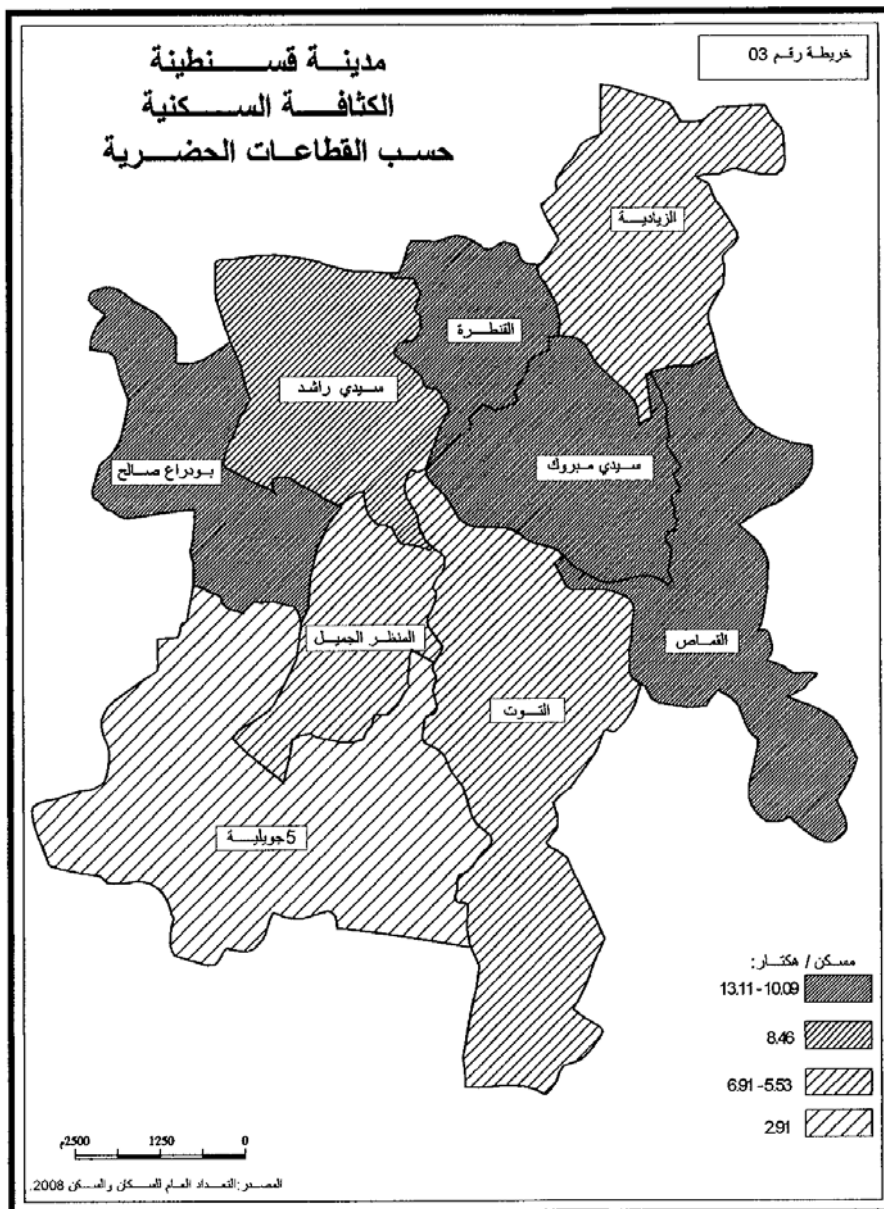 خريطة رقم 03
مدينة قسنطينة
الكثافة السكنية
حسب القطاعات الحضرية
الزيادية
القنطرة
سيدي راشد
سيدي مبروك
بودراع صالح
المنظر الجميل
القماص
التوت
5جويلية
مسكن / هكتار:
13.11 - 10.09
8.46
6.91 - 5.53
2.91
2500م 1250 0
المصدر:التعداد العام للسكان والسكن 2008.